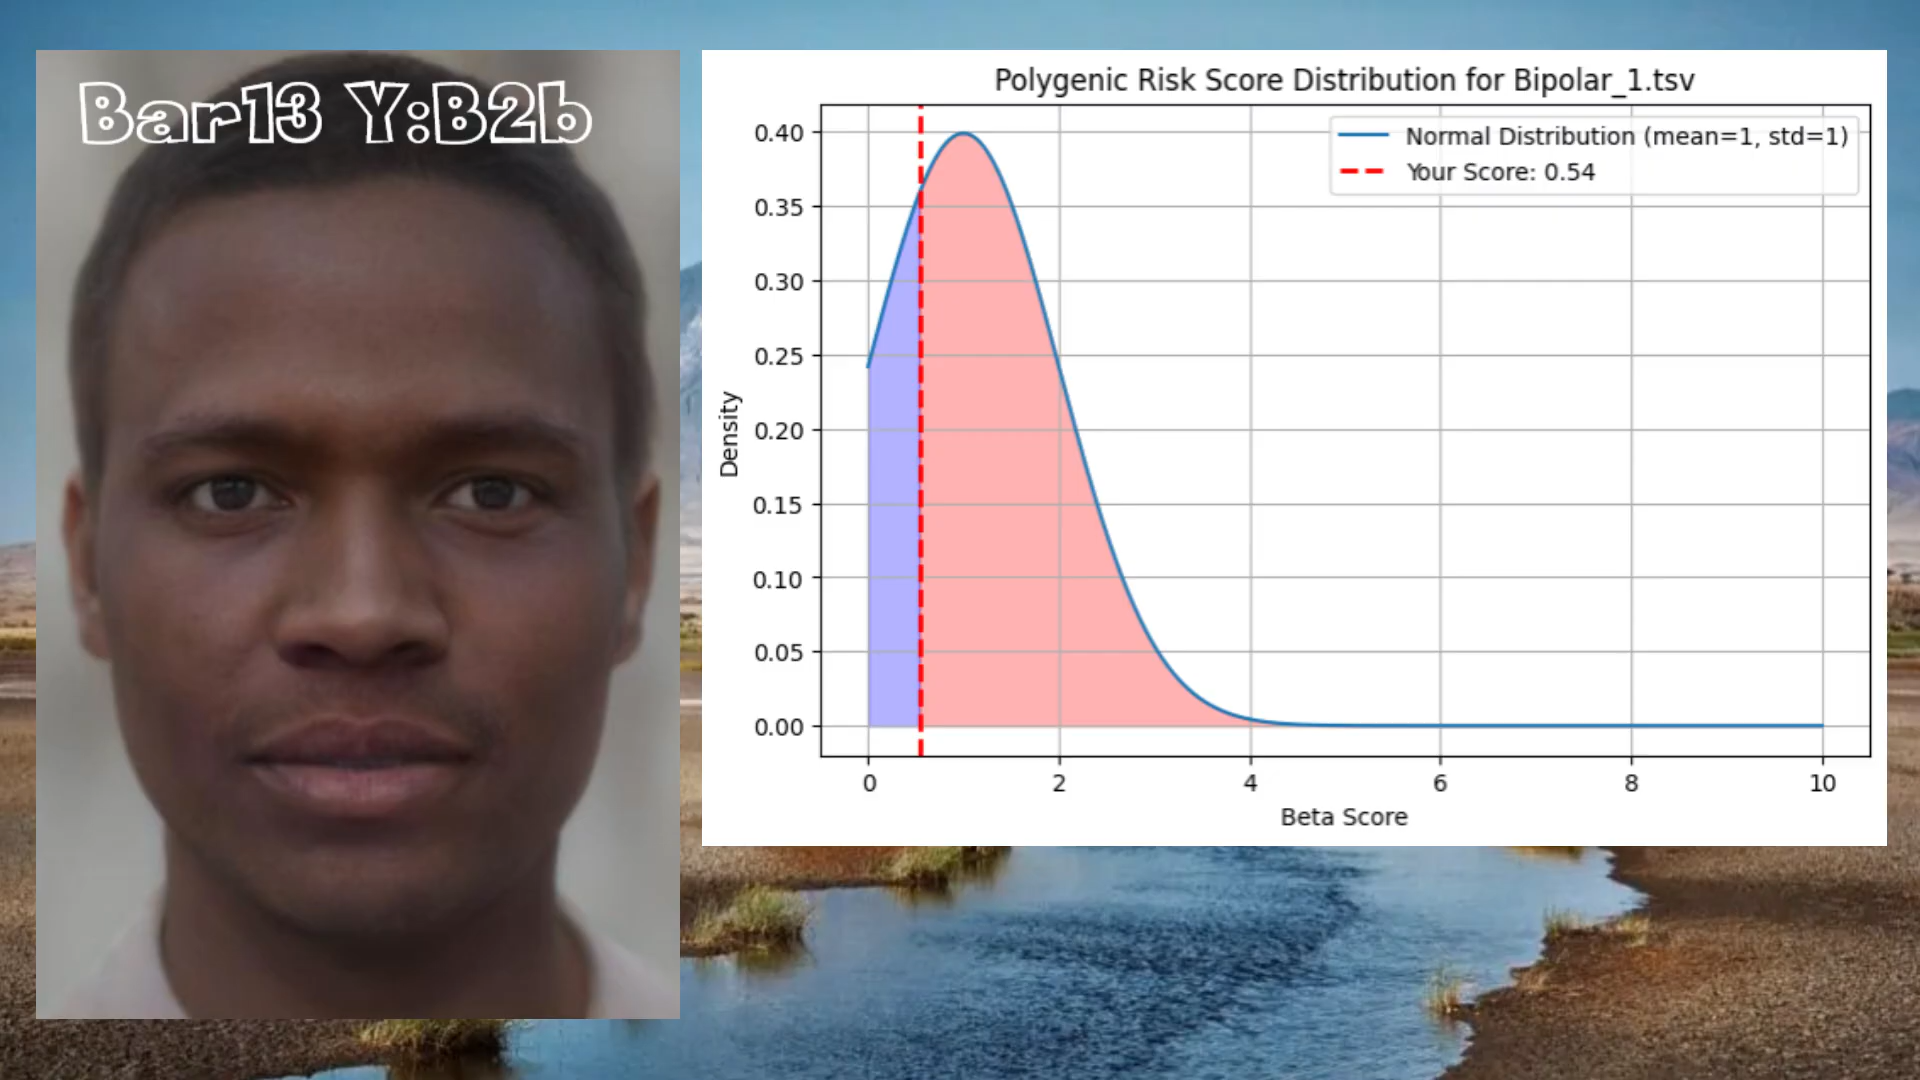 Bar13 Y:B2b
Polygenic Risk Score Distribution for Bipolar_1.tsv
Normal Distribution (mean=1, std=1)
Your Score: 0.54
0.40
0.35
0.30
0.25
0.20
0.15
0.10
0.05
0.00
Density
0 2 4 6 8 10
Beta Score